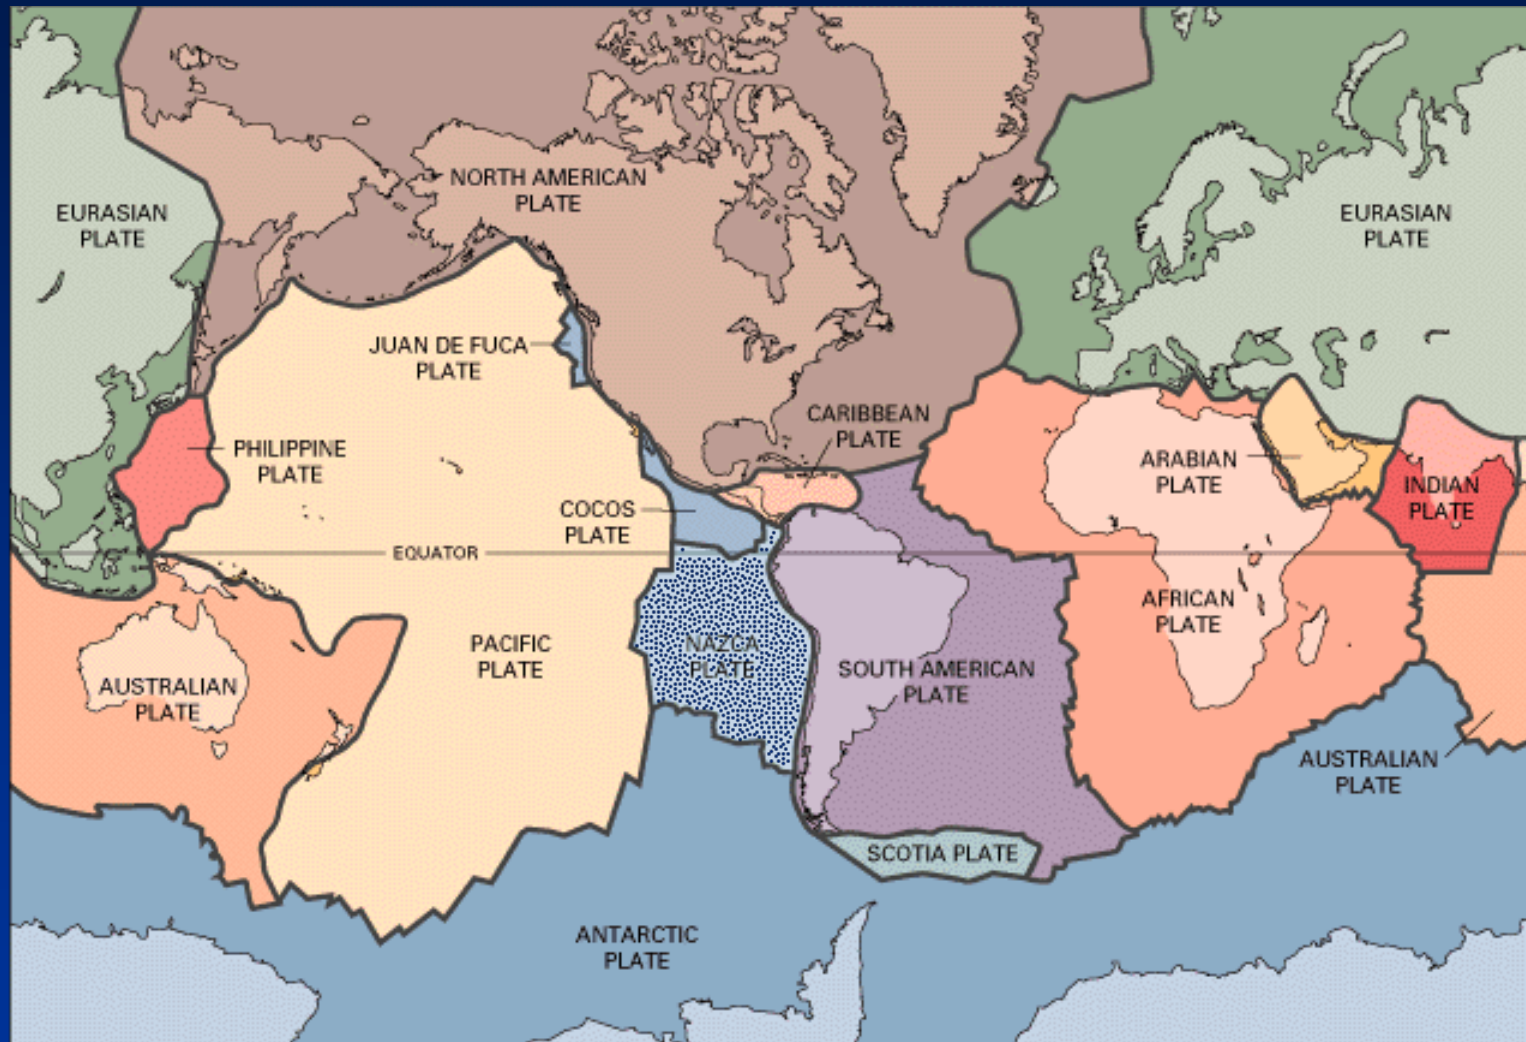 NORTH AMERICAN
PLATE
EURASIAN
PLATE
EURASIAN
PLATE
JUAN DE FUCA
PLATE
CARIBBEAN
PLATE
PHILIPPINE
PLATE
ARABIAN
PLATE
INDIAN
PLATE
COCOS
PLATE
EQUATOR
AFRICAN
PLATE
PACIFIC
PLATE
NAZCA
PLATE
SOUTH AMERICAN
PLATE
AUSTRALIAN
PLATE
AUSTRALIAN
PLATE
SCOTIA PLATE
ANTARCTIC
PLATE